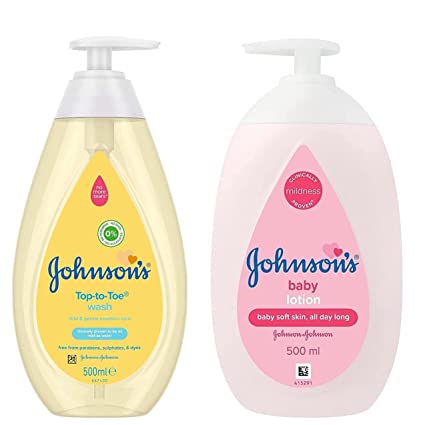 no
more
tears®
0%
Johnson's
Top-to-Toe®
wash
free from parabens, sulphates, & dyes
Johnson&Johnson
500ml e
CLINICALLY
mildness
PROVEN°
Johnson's
baby
lotion
baby soft skin, all day long
Johnson&Johnson
500 ml
415291